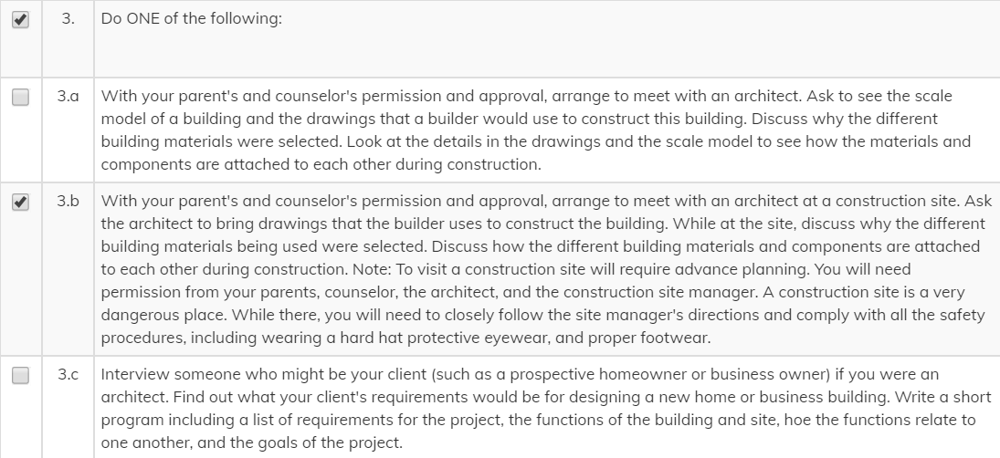 3. Do ONE of the following:
3.a With your parent's and counselor's permission and approval, arrange to meet with an architect. Ask to see the scale
model of a building and the drawings that a builder would use to construct this building. Discuss why the different
building materials were selected. Look at the details in the drawings and the scale model to see how the materials and
components are attached to each other during construction.
3.b With your parent's and counselor's permission and approval, arrange to meet with an architect at a construction site. Ask
the architect to bring drawings that the builder uses to construct the building. While at the site, discuss why the different
building materials being used were selected. Discuss how the different building materials and components are attached
to each other during construction. Note: To visit a construction site will require advance planning. You will need
permission from your parents, counselor, the architect, and the construction site manager. A construction site is a very
dangerous place. While there, you will need to closely follow the site manager's directions and comply with all the safety
procedures, including wearing a hard hat protective eyewear, and proper footwear.
3.c Interview someone who might be your client (such as a prospective homeowner or business owner) if you were an
architect. Find out what your client's requirements would be for designing a new home or business building. Write a short
program including a list of requirements for the project, the functions of the building and site, hoe the functions relate to
one another, and the goals of the project.